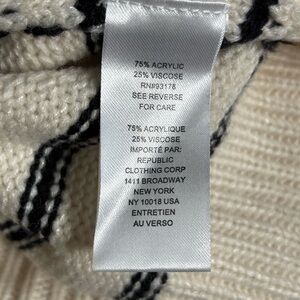 75% ACRYLIC
25% VISCOSE
RN#93178
SEE REVERSE
FOR CARE
75% ACRYLIQUE
25% VISCOSE
IMPORTÉ PAR:
REPUBLIC
CLOTHING CORP
1411 BROADWAY
NEW YORK
NY 10018 USA
ENTRETIEN
AU VERSO